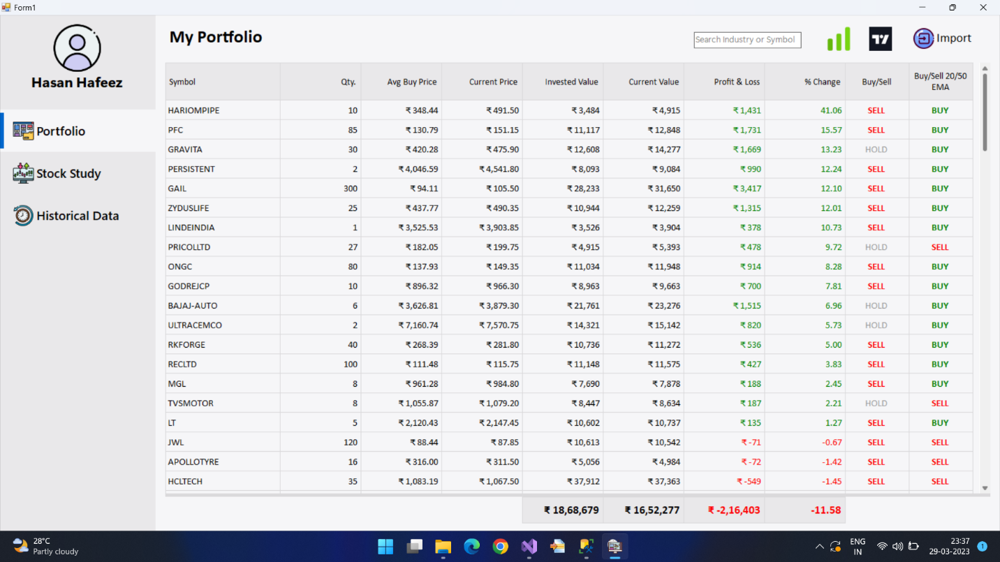 Form1
Hasan Hafeez
Portfolio
Stock Study
Historical Data
My Portfolio
Search Industry or Symbol
Import
Symbol Qty. Avg Buy Price Current Price Invested Value Current Value Profit & Loss % Change Buy/Sell Buy/Sell 20/50
EMA
HARIOMPIPE 10 ₹ 348.44 ₹ 491.50 ₹ 3,484 ₹ 4,915 ₹ 1,431 41.06 SELL BUY
PFC 85 ₹ 130.79 ₹ 151.15 ₹ 11,117 ₹ 12,848 ₹ 1,731 15.57 SELL BUY
GRAVITA 30 ₹ 420.28 ₹ 475.90 ₹ 12,608 ₹ 14,277 ₹ 1,669 13.23 HOLD BUY
PERSISTENT 2 ₹ 4,046.59 ₹ 4,541.80 ₹ 8,093 ₹ 9,084 ₹ 990 12.24 SELL BUY
GAIL 300 ₹ 94.11 ₹ 105.50 ₹ 28,233 ₹ 31,650 ₹ 3,417 12.10 SELL BUY
ZYDUSLIFE 25 ₹ 437.77 ₹ 490.35 ₹ 10,944 ₹ 12,259 ₹ 1,315 12.01 SELL BUY
LINDEINDIA 1 ₹ 3,525.53 ₹ 3,903.85 ₹ 3,526 ₹ 3,904 ₹ 378 10.73 SELL BUY
PRICOLLTD 27 ₹ 182.05 ₹ 199.75 ₹ 4,915 ₹ 5,393 ₹ 478 9.72 HOLD SELL
ONGC 80 ₹ 137.93 ₹ 149.35 ₹ 11,034 ₹ 11,948 ₹ 914 8.28 SELL BUY
GODREJCP 10 ₹ 896.32 ₹ 966.30 ₹ 8,963 ₹ 9,663 ₹ 700 7.81 SELL BUY
BAJAJ-AUTO 6 ₹ 3,626.81 ₹ 3,879.30 ₹ 21,761 ₹ 23,276 ₹ 1,515 6.96 HOLD BUY
ULTRACEMCO 2 ₹ 7,160.74 ₹ 7,570.75 ₹ 14,321 ₹ 15,142 ₹ 820 5.73 HOLD BUY
RKFORGE 40 ₹ 268.39 ₹ 281.80 ₹ 10,736 ₹ 11,272 ₹ 536 5.00 SELL BUY
RECLTD 100 ₹ 111.48 ₹ 115.75 ₹ 11,148 ₹ 11,575 ₹ 427 3.83 SELL BUY
MGL 8 ₹ 961.28 ₹ 984.80 ₹ 7,690 ₹ 7,878 ₹ 188 2.45 SELL BUY
TVSMOTOR 8 ₹ 1,055.87 ₹ 1,079.20 ₹ 8,447 ₹ 8,634 ₹ 187 2.21 HOLD SELL
LT 5 ₹ 2,120.43 ₹ 2,147.45 ₹ 10,602 ₹ 10,737 ₹ 135 1.27 SELL BUY
JWL 120 ₹ 88.44 ₹ 87.85 ₹ 10,613 ₹ 10,542 ₹ -71 -0.67 SELL SELL
APOLLOTYRE 16 ₹ 316.00 ₹ 311.50 ₹ 5,056 ₹ 4,984 ₹ -72 -1.42 SELL SELL
HCLTECH 35 ₹ 1,083.19 ₹ 1,067.50 ₹ 37,912 ₹ 37,363 ₹ -549 -1.45 SELL SELL
₹ 18,68,679 ₹ 16,52,277 ₹ -2,16,403 -11.58
28°C
Partly cloudy
ENG
IN
23:37
29-03-2023
1